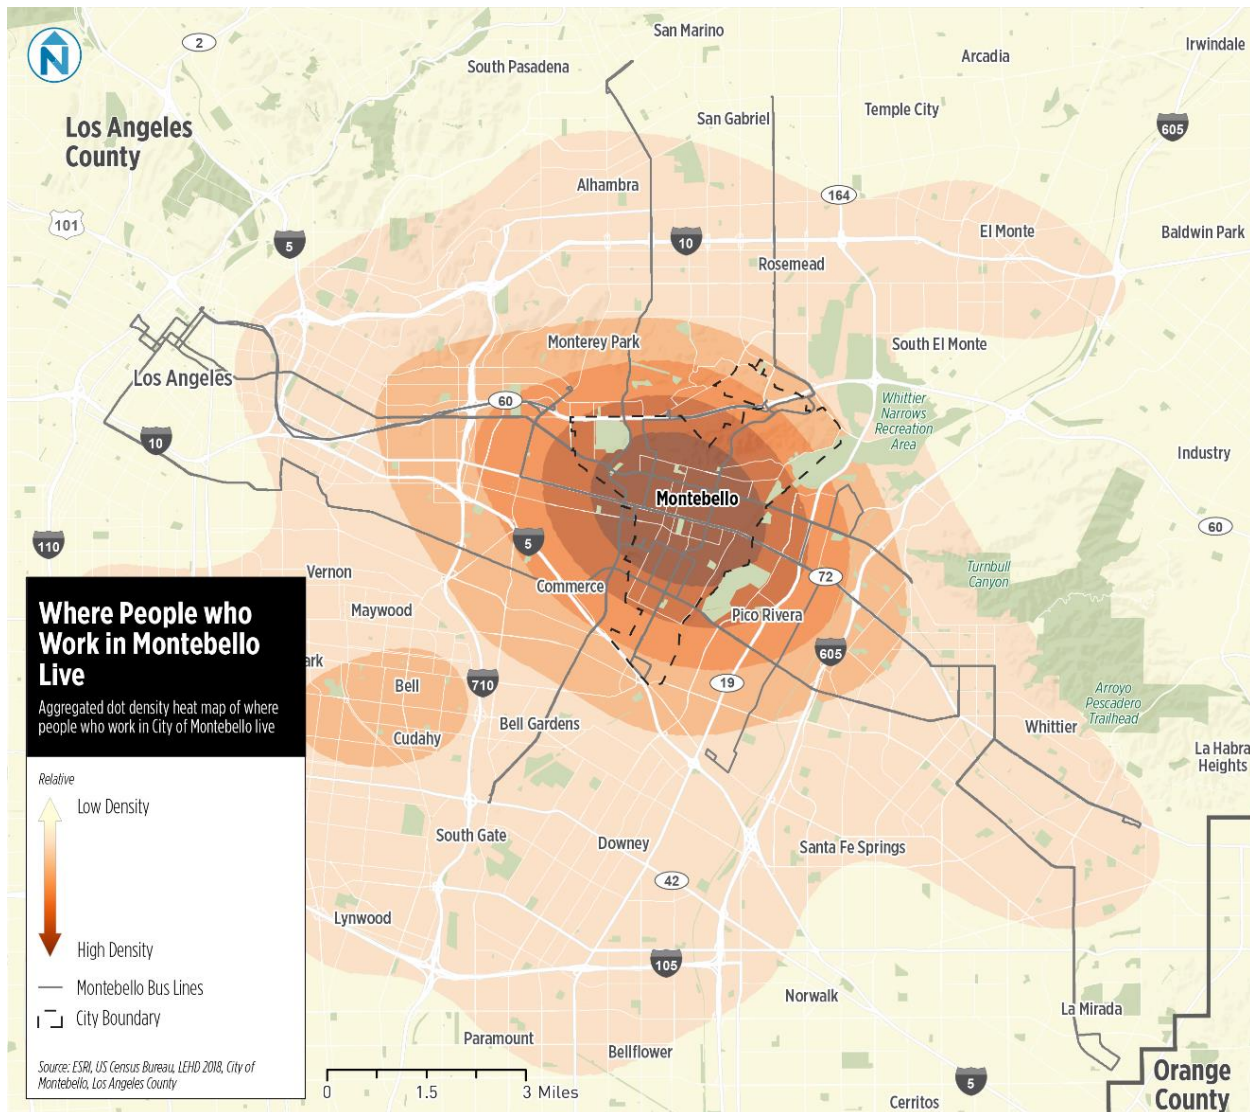 N
San Marino
Irwindale
2
Arcadia
South Pasadena
Temple City
San Gabriel
Los Angeles
County
605
Alhambra
164
101
5
10
El Monte
Baldwin Park
Rosemead
Monterey Park
South El Monte
Los Angeles
60
Whittier
Narrows
Recreation
Area
10
Industry
Montebello
60
110
5
Vernon
Commerce
72
Turnbull
Canyon
Maywood
Pico Rivera
605
ark
Bell
710
19
Arroyo
Pescadero
Trailhead
Bell Gardens
Whittier
Cudahy
La Habra
Heights
South Gate
Downey
Santa Fe Springs
42
Lynwood
105
Norwalk
La Mirada
Paramount
Bellflower
5
Orange
County
Cerritos
Where People who
Work in Montebello
Live
Aggregated dot density heat map of where
people who work in City of Montebello live
Relative
Low Density
High Density
Montebello Bus Lines
City Boundary
Source: ESRI, US Census Bureau, LEHD 2018, City of
Montebello, Los Angeles County
0 1.5 3 Miles